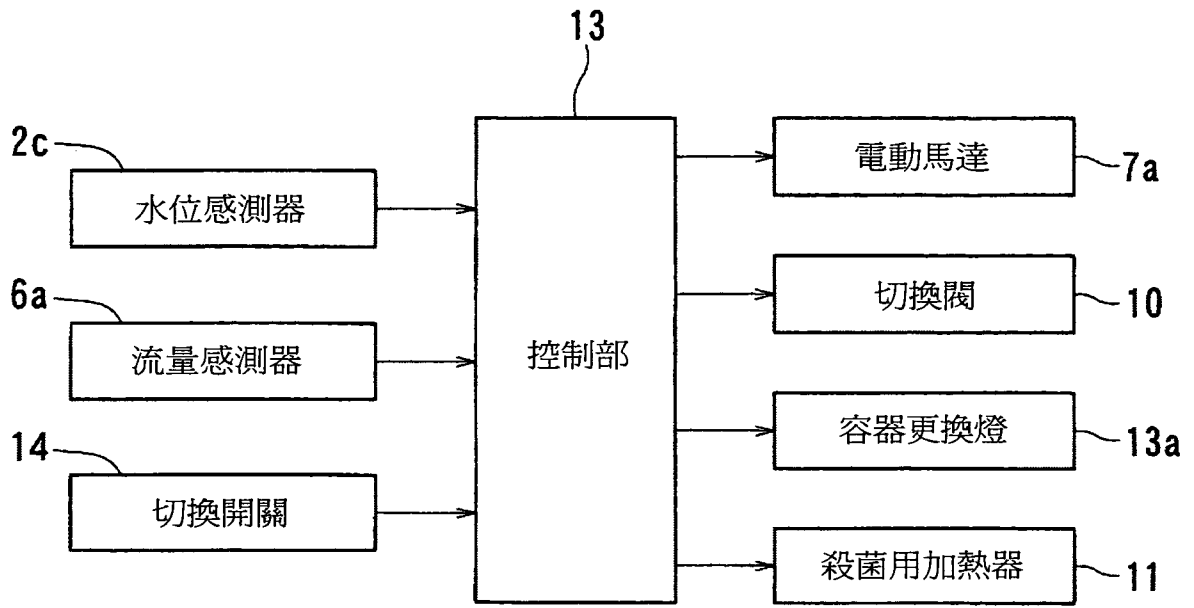 13
2c
水位感測器
6a
流量感測器
14
切換開關
控制部
電動馬達
7a
切換閥
10
容器更換燈
13a
殺菌用加熱器
11